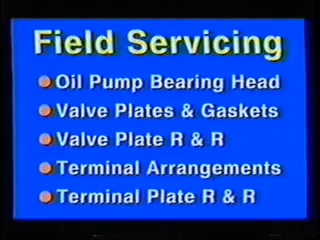 Field Servicing
Oil Pump Bearing Head
Valve Plates & Gaskets
Valve Plate R & R
Terminal Arrangements
Terminal Plate R & R